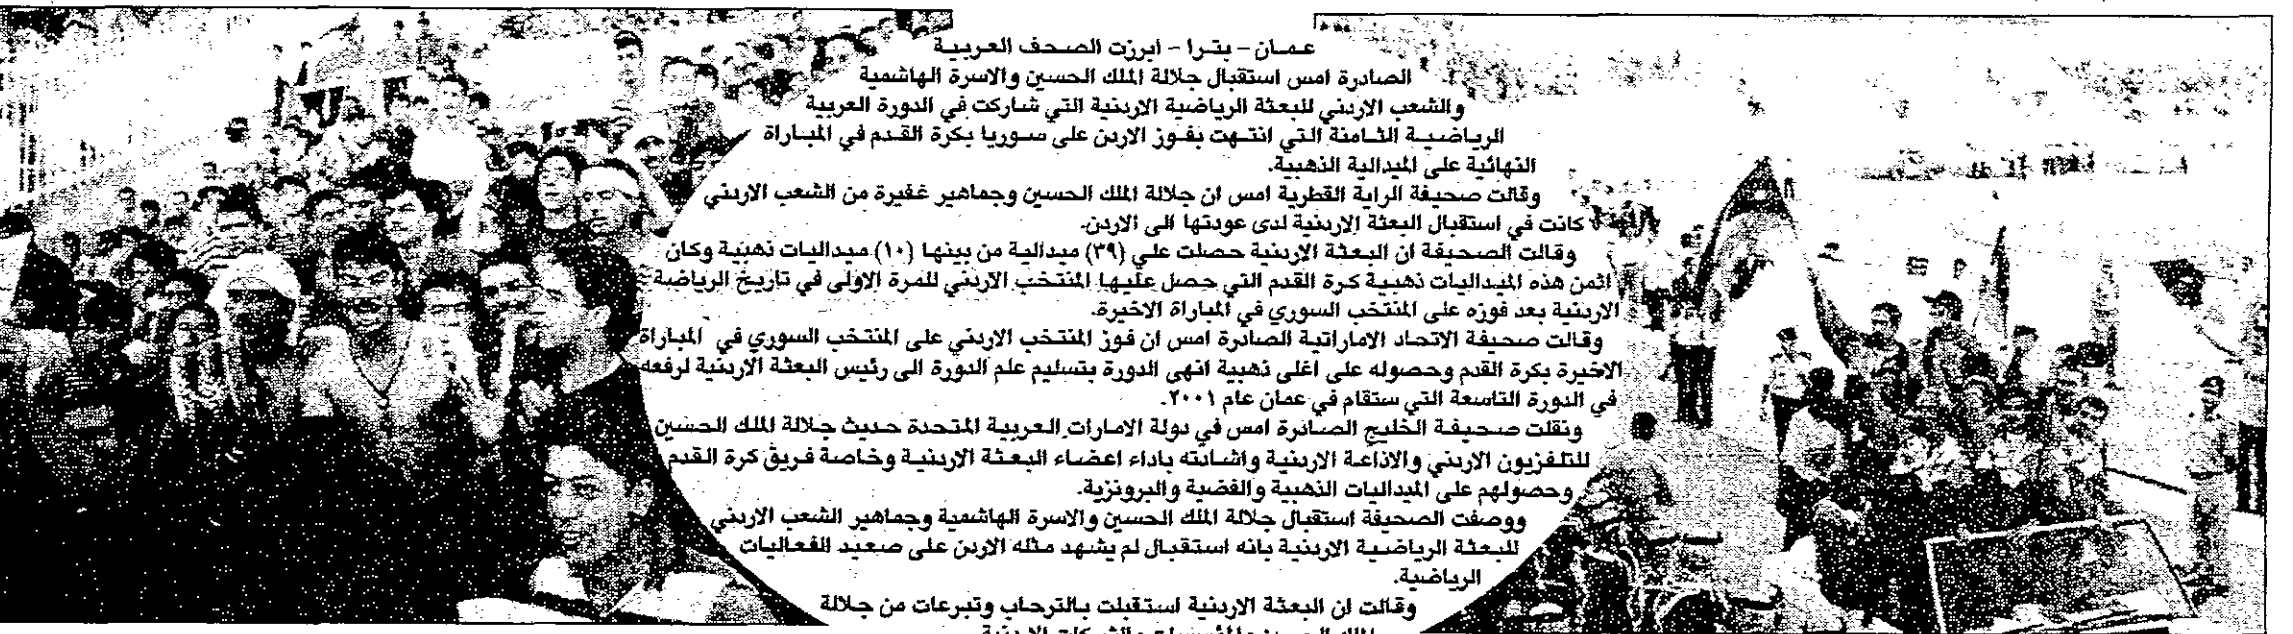 عمان - بترا - ابرزت الصحف العربية
الصادرة امس استقبال جلالة الملك الحسين والاسرة الهاشمية
والشعب الاردني للبعثة الرياضية الاردنية التي شاركت في الدورة العربية
الرياضية الثامنة التي انتهت بفوز الاردن على سوريا بكرة القدم في المباراة
النهائية على الميدالية الذهبية.
وقالت صحيفة الراية القطرية امس ان جلالة الملك الحسين وجماهير غفيرة من الشعب الاردني
كانت في استقبال البعثة الاردنية لدى عودتها الى الاردن.
وقالت الصحيفة ان البعثة الاردنية حصلت على (٣٩) ميدالية من بينها (١٠) ميداليات ذهبية وكان
اثمن هذه الميداليات ذهبية كرة القدم التي حصل عليها المنتخب الاردني للمرة الاولى في تاريخ الرياضة
الاردنية بعد فوزه على المنتخب السوري في المباراة الاخيرة.
وقالت صحيفة الاتحاد الاماراتية الصادرة امس ان فوز المنتخب الاردني على المنتخب السوري في المباراة
الاخيرة بكرة القدم وحصوله على اغلى ذهبية انهى الدورة بتسليم علم الدورة الى رئيس البعثة الاردنية لرفعه
في الدورة التاسعة التي ستقام في عمان عام ٢٠٠١.
ونقلت صحيفة الخليج الصادرة امس في دولة الامارات العربية المتحدة حديث جلالة الملك الحسين
للتلفزيون الاردني والاذاعة الاردنية واشادته باداء اعضاء البعثة الاردنية وخاصة فريق كرة القدم
وحصولهم على الميداليات الذهبية والفضية والبرونزية.
ووصفت الصحيفة استقبال جلالة الملك الحسين والاسرة الهاشمية وجماهير الشعب الاردني
للبعثة الرياضية الاردنية بانه استقبال لم يشهد مثله الاردن على صعيد الفعاليات
الرياضية.
وقالت ان البعثة الاردنية استقبلت بالترحاب وتبرعات من جلالة